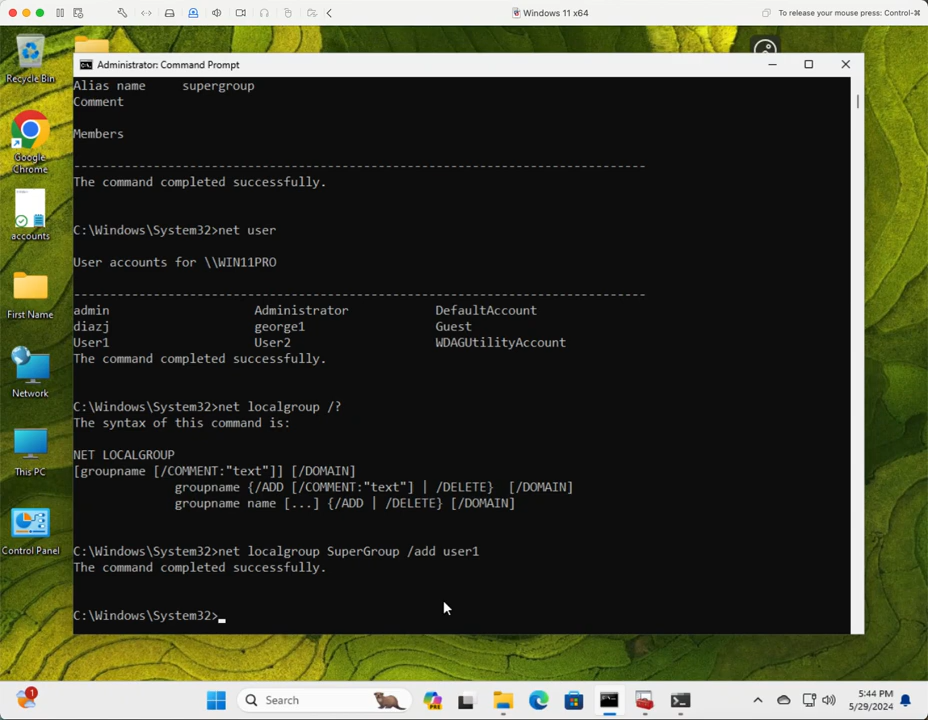 Windows 11 x64
To release your mouse press: Control-⌘
Recycle Bin
Google
Chrome
accounts
First Name
Network
This PC
Control Panel
Administrator: Command Prompt
Alias name     supergroup
Comment
Members
-------------------------------------------------------------------------------
The command completed successfully.
C:\Windows\System32>net user
User accounts for \\WIN11PRO
-------------------------------------------------------------------------------
admin                    Administrator            DefaultAccount
diazj                    george1                  Guest
User1                    User2                    WDAGUtilityAccount
The command completed successfully.
C:\Windows\System32>net localgroup /?
The syntax of this command is:
NET LOCALGROUP
[groupname [/COMMENT:"text"]] [/DOMAIN]
              groupname {/ADD [/COMMENT:"text"] | /DELETE}  [/DOMAIN]
              groupname name [...] {/ADD | /DELETE} [/DOMAIN]
C:\Windows\System32>net localgroup SuperGroup /add user1
The command completed successfully.
C:\Windows\System32>
1
Search
PRE
5:44 PM
5/29/2024